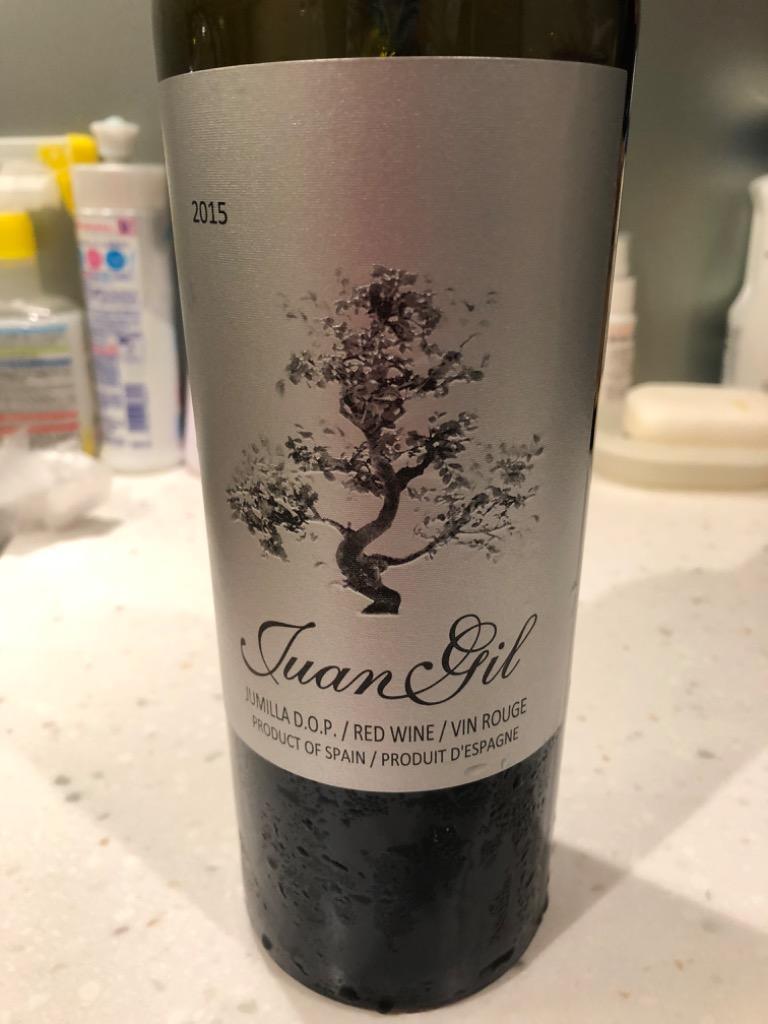 2015
Juan Gil
JUMILLA D.O.P. / RED WINE / VIN ROUGE
PRODUCT OF SPAIN / PRODUIT D'ESPAGNE